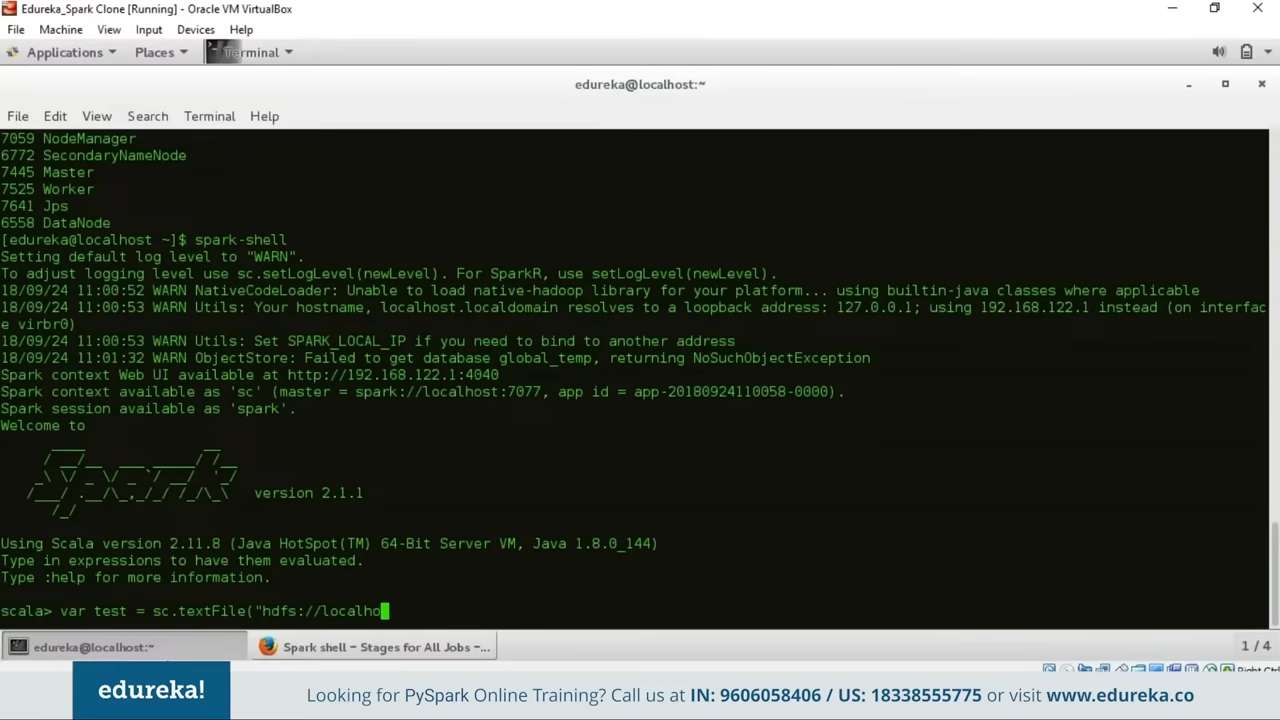 Edureka_Spark Clone [Running] - Oracle VM VirtualBox
File Machine View Input Devices Help
Applications Places Terminal
edureka@localhost:~
File Edit View Search Terminal Help
7059 NodeManager
6772 SecondaryNameNode
7445 Master
7525 Worker
7641 Jps
6558 DataNode
[edureka@localhost ~]$ spark-shell
Setting default log level to "WARN".
To adjust logging level use sc.setLogLevel(newLevel). For SparkR, use setLogLevel(newLevel).
18/09/24 11:00:52 WARN NativeCodeLoader: Unable to load native-hadoop library for your platform... using builtin-java classes where applicable
18/09/24 11:00:53 WARN Utils: Your hostname, localhost.localdomain resolves to a loopback address: 127.0.0.1; using 192.168.122.1 instead (on interfac
e virbr0)
18/09/24 11:00:53 WARN Utils: Set SPARK_LOCAL_IP if you need to bind to another address
18/09/24 11:01:32 WARN ObjectStore: Failed to get database global_temp, returning NoSuchObjectException
Spark context Web UI available at http://192.168.122.1:4040
Spark context available as 'sc' (master = spark://localhost:7077, app id = app-20180924110058-0000).
Spark session available as 'spark'.
Welcome to
Spark version 2.1.1
Using Scala version 2.11.8 (Java HotSpot(TM) 64-Bit Server VM, Java 1.8.0_144)
Type in expressions to have them evaluated.
Type :help for more information.
scala> var test = sc.textFile("hdfs://localho
edureka@localhost:~ Spark shell – Stages for All Jobs –... 1 / 4
edureka! Looking for PySpark Online Training? Call us at IN: 9606058406 / US: 18338555775 or visit www.edureka.co